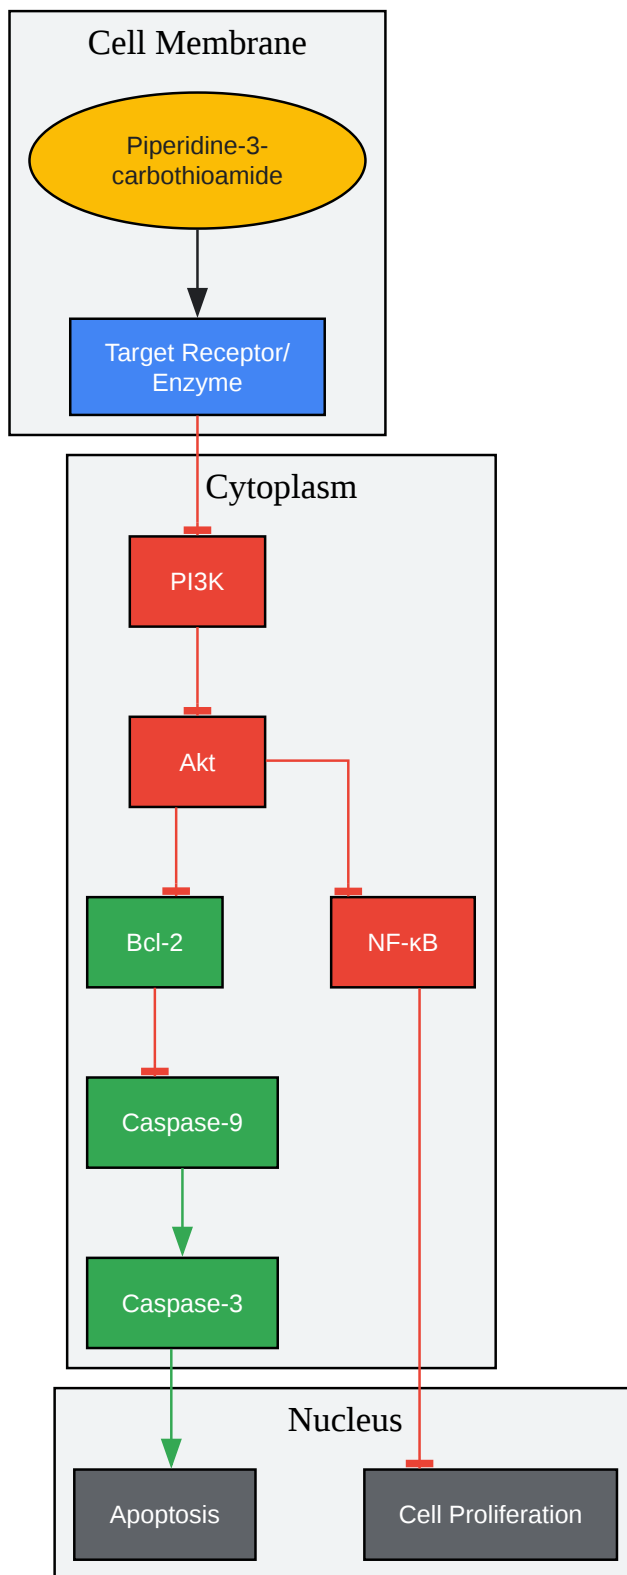 Cell Membrane
Piperidine-3-
carbothioamide
Target Receptor/
Enzyme
Cytoplasm
PI3K
Akt
Bcl-2
NF-κB
Caspase-9
Caspase-3
Nucleus
Apoptosis
Cell Proliferation